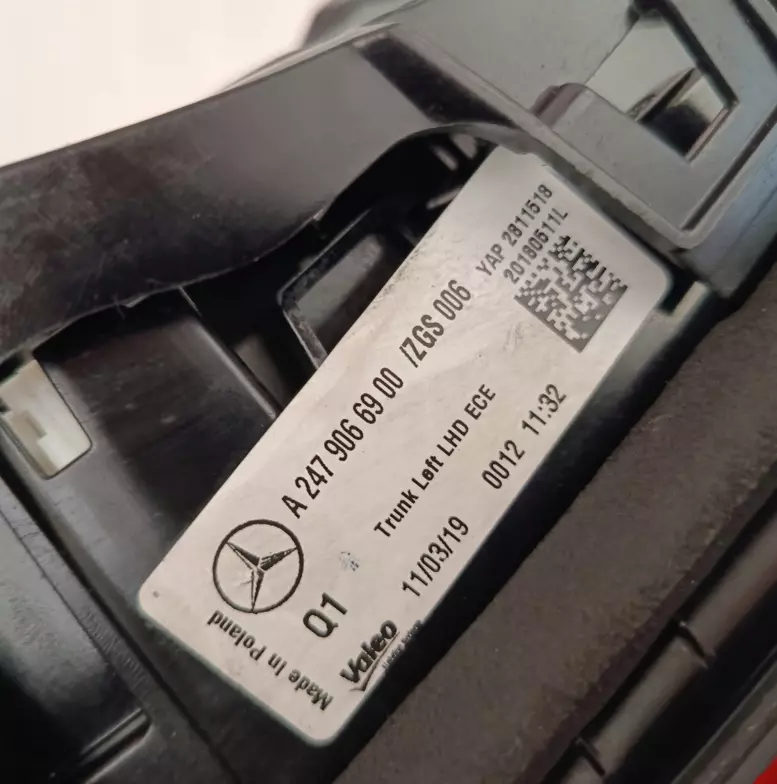 A 247 906 69 00 /ZGS 006
YAP 2811518
20180611L
Q1
Trunk Left LHD ECE
11/03/19 0012 11:32
Made In Poland
Valeo